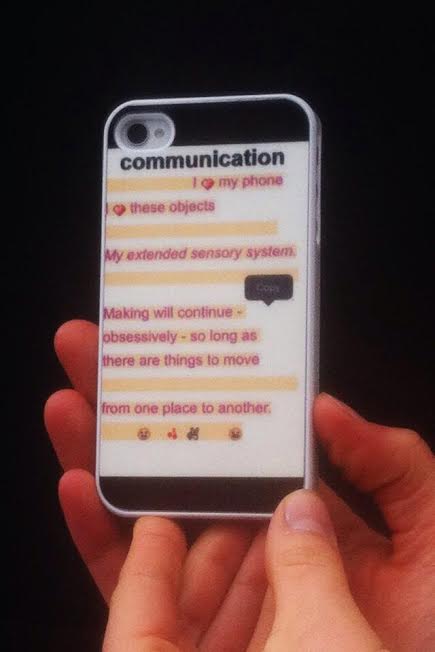 communication
I 💖 my phone
I 💖 these objects
My extended sensory system.
Copy
Making will continue -
obsessively - so long as
there are things to move
from one place to another.